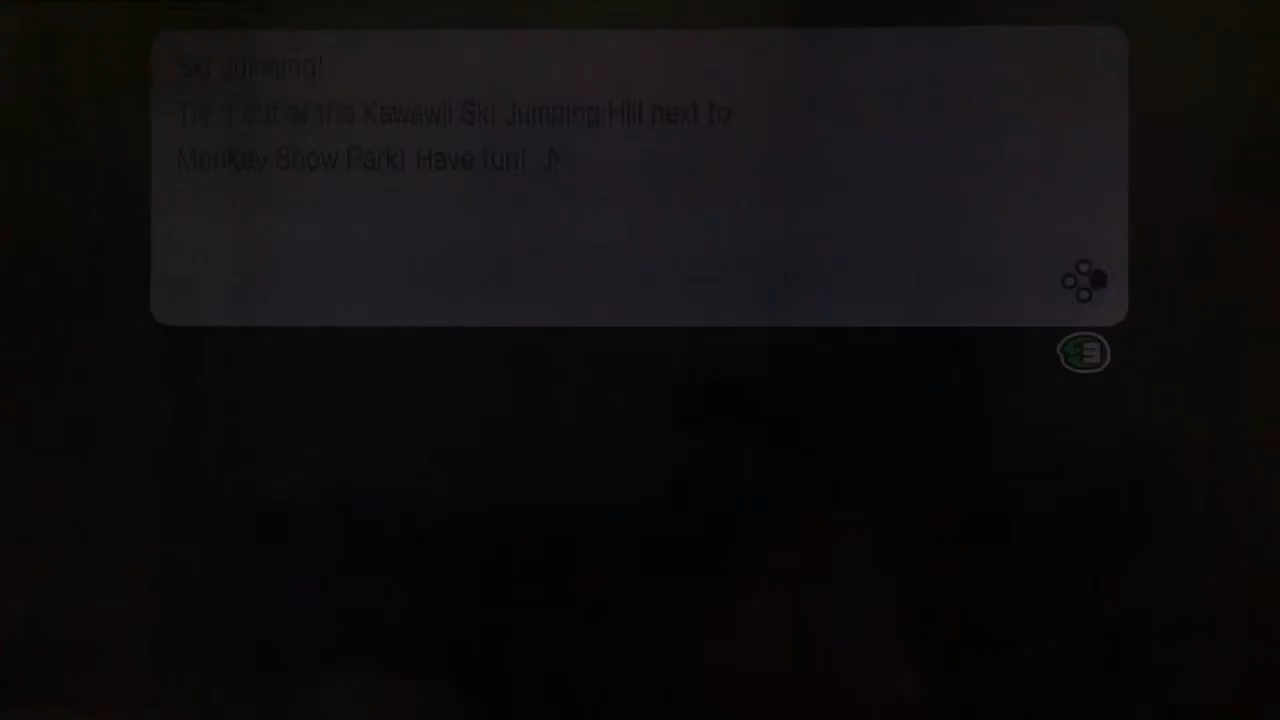 Ski Jumping!
Try it out at the Kawawii Ski Jumping Hill next to
Monkey Snow Park! Have fun! ♪